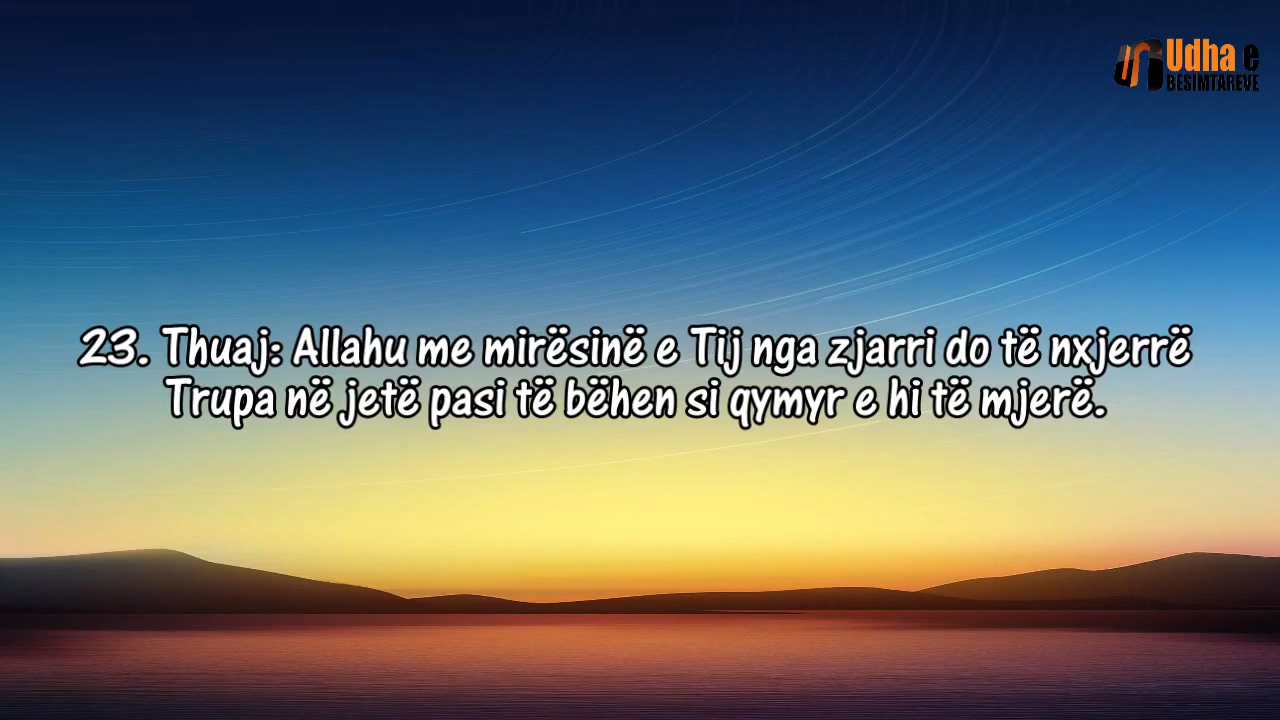 Udha e
BESIMTAREVE
23. Thuaj: Allahu me mirësinë e Tij nga zjarri do të nxjerrë
Trupa në jetë pasi të bëhen si qymyr e hi të mjerë.